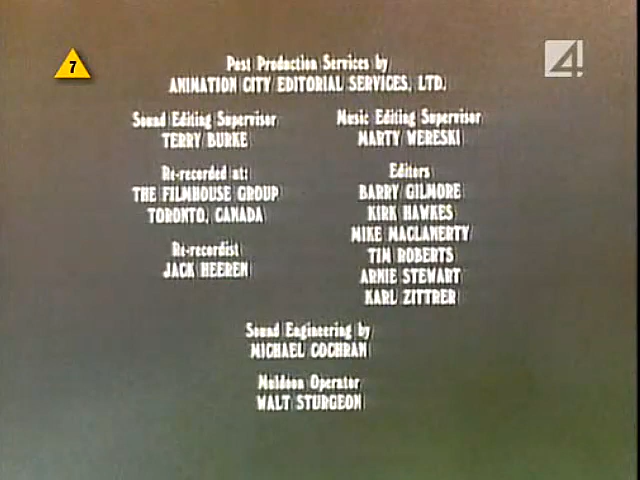 7
4!
Post Production Services by
ANIMATION CITY EDITORIAL SERVICES, LTD.
Sound Editing Supervisor
TERRY BURKE
Music Editing Supervisor
MARTY WERESKI
Re-recorded at:
THE FILMHOUSE GROUP
TORONTO, CANADA
Re-recordist
JACK HEEREN
Editors
BARRY GILMORE
KIRK HAWKES
MIKE MACLANERTY
TIM ROBERTS
ARNIE STEWART
KARL ZITTRER
Sound Engineering by
MICHAEL COCHRAN
Muldoon Operator
WALT STURGEON